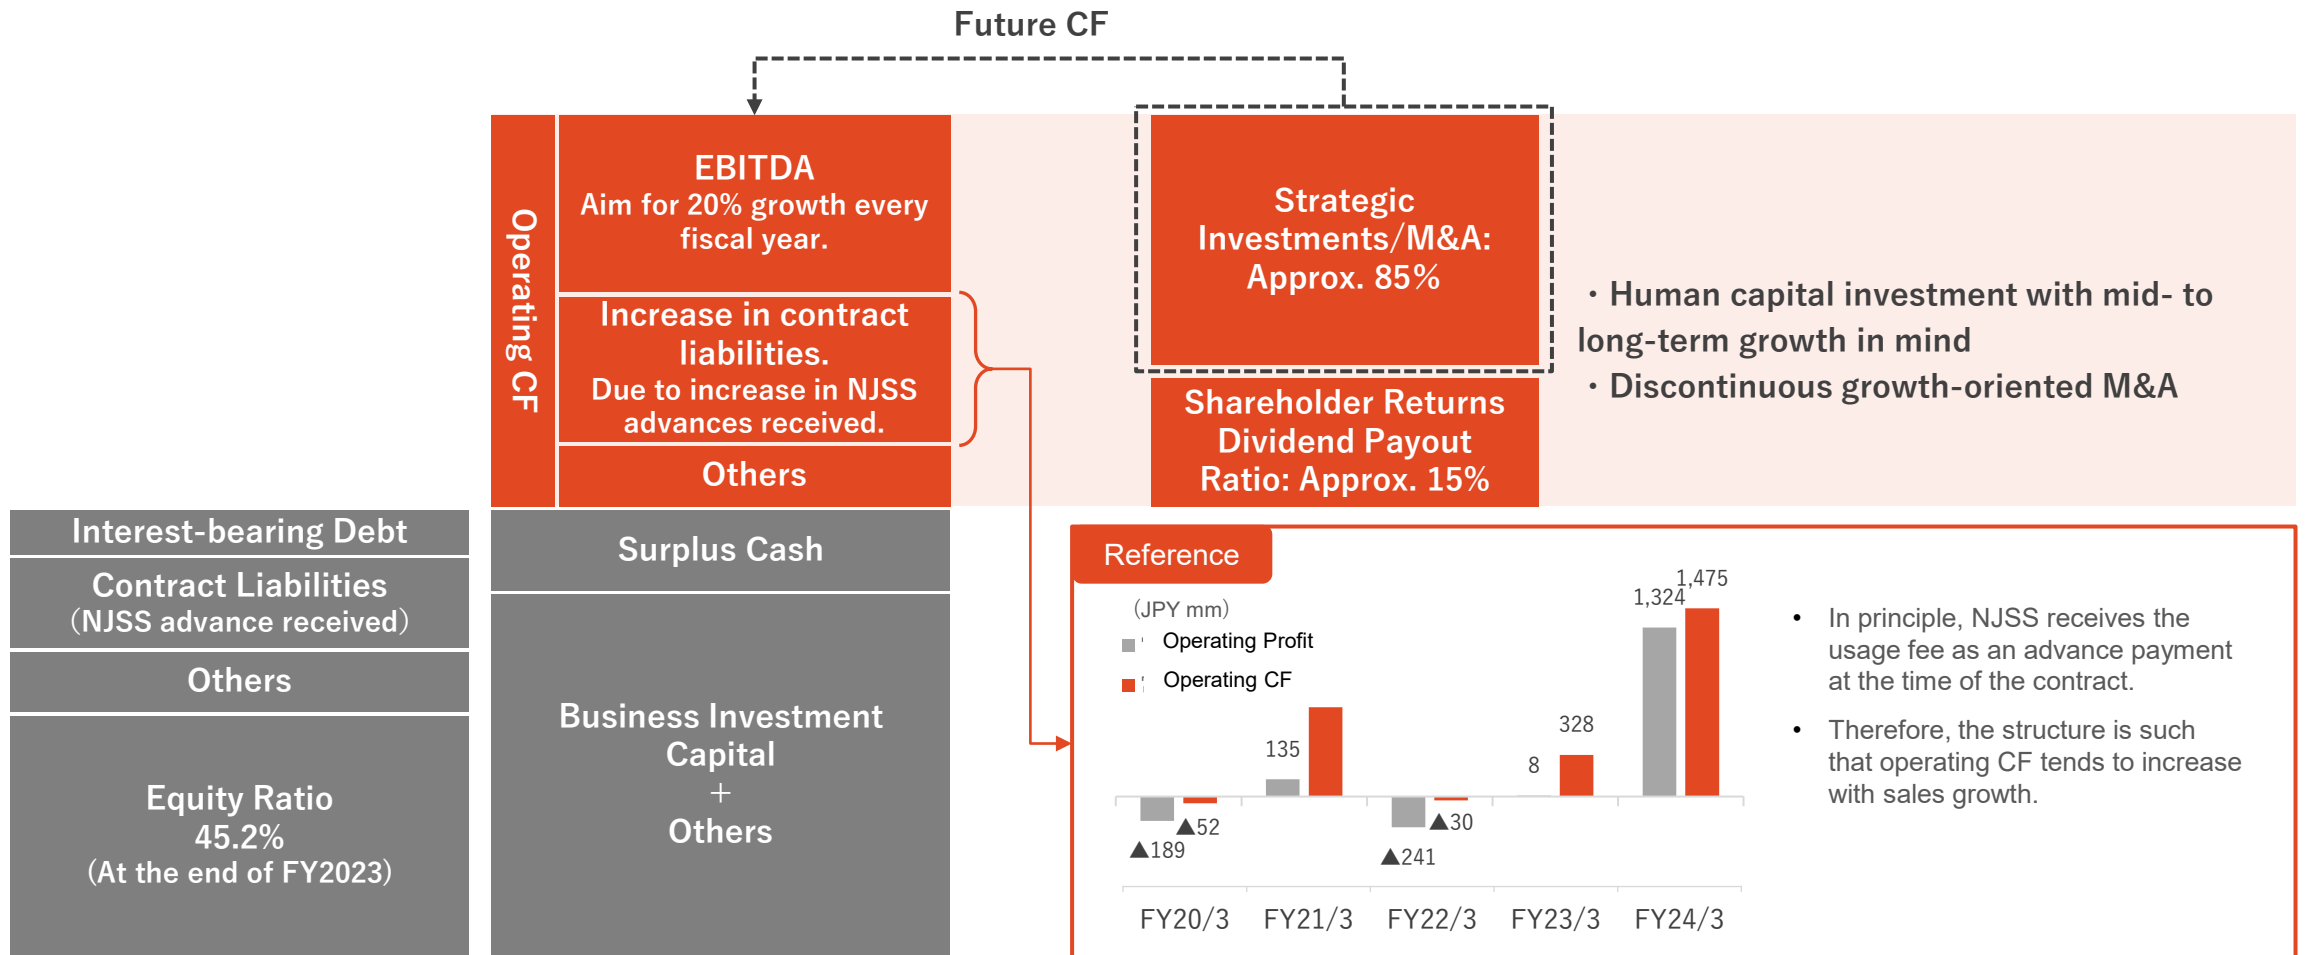 Future CF
Operating CF
EBITDA
Aim for 20% growth every
fiscal year.
Increase in contract
liabilities.
Due to increase in NJSS
advances received.
Others
Strategic
Investments/M&A:
Approx. 85%
Shareholder Returns
Dividend Payout
Ratio: Approx. 15%
・Human capital investment with mid- to
long-term growth in mind
・Discontinuous growth-oriented M&A
Interest-bearing Debt
Contract Liabilities
(NJSS advance received)
Others
Equity Ratio
45.2%
(At the end of FY2023)
Surplus Cash
Business Investment
Capital
+
Others
Reference
(JPY mm)
Operating Profit
Operating CF
▲189
▲52
135
▲241
▲30
8
328
1,324
1,475
FY20/3
FY21/3
FY22/3
FY23/3
FY24/3
• In principle, NJSS receives the
usage fee as an advance payment
at the time of the contract.
• Therefore, the structure is such
that operating CF tends to increase
with sales growth.